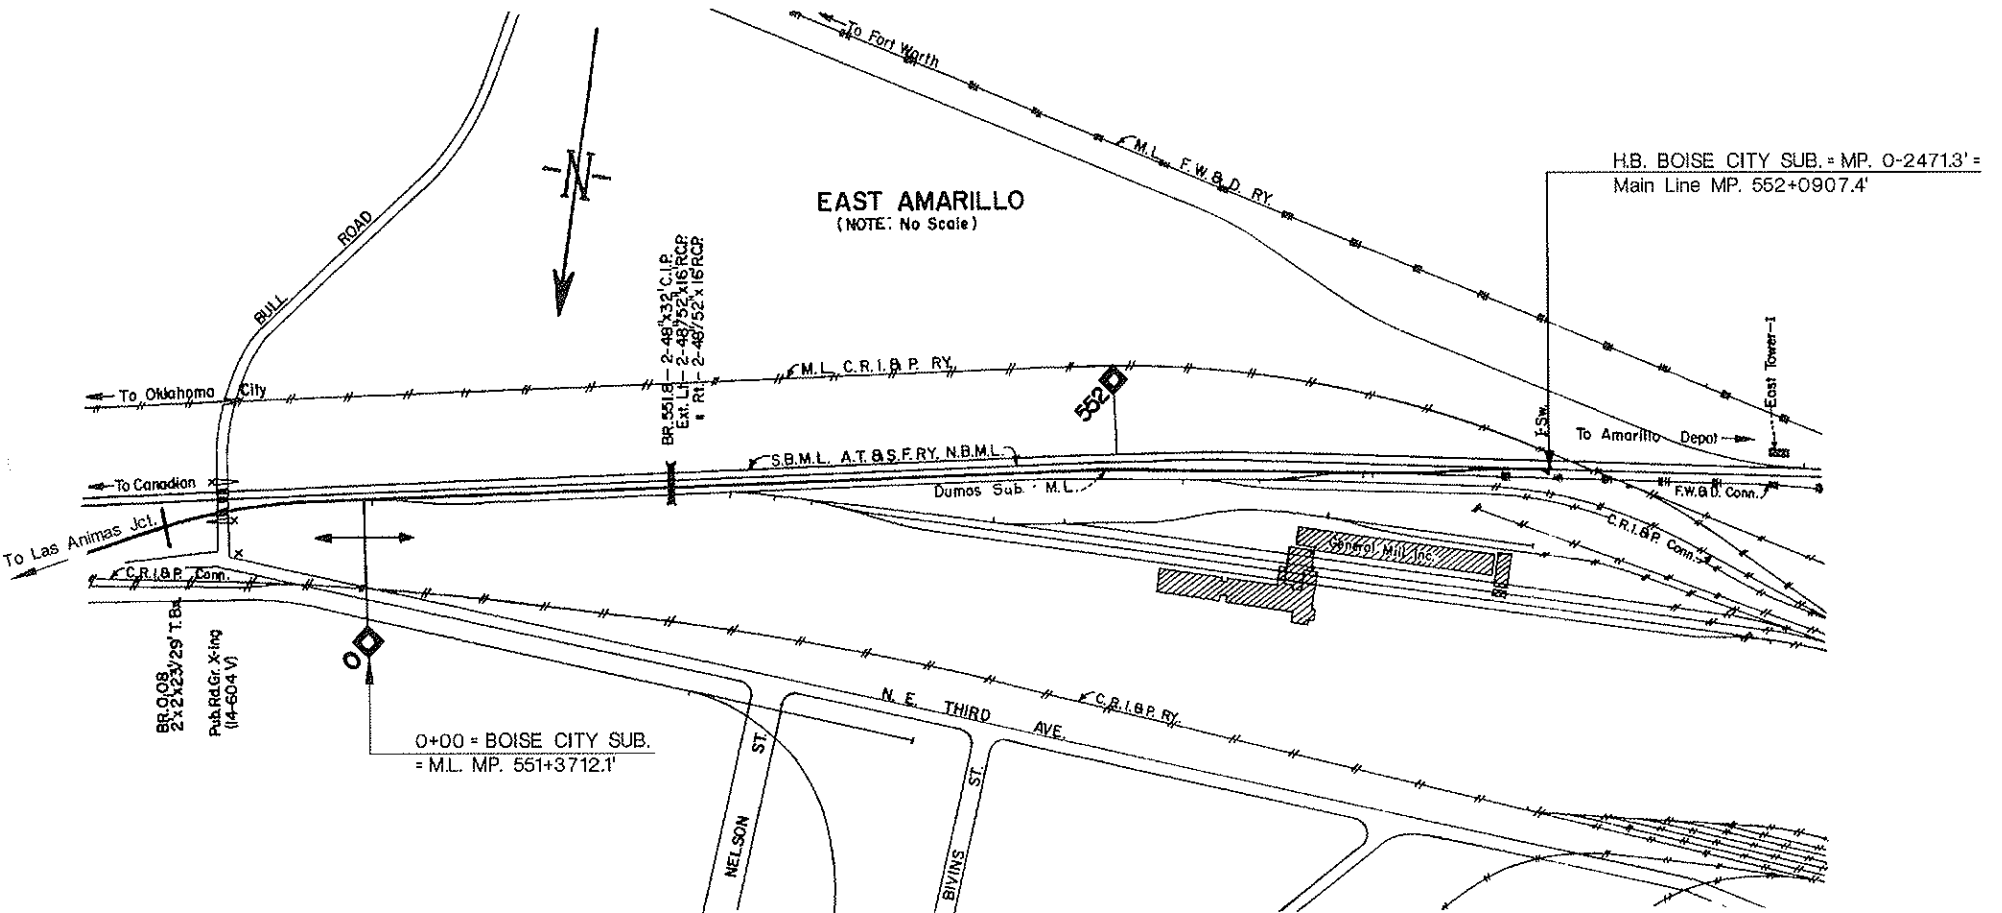 To Fort Worth
M.L. F.W. & D. RY.
H.B. BOISE CITY SUB. = MP. 0-2471.3' =
Main Line MP. 552+0907.4'
N
EAST AMARILLO
(NOTE: No Scale)
BULL ROAD
BR. 551.8 - 2-48"x32' C.I.P.
Ext. Lt. - 2-48"/52"x16' RCP.
" Rt. - 2-48"/52"x16' RCP.
M.L. C.R.I. & P. RY.
To Oklahoma City
552
East Tower-1
1-Sw.
To Amarillo Depot
S.B.M.L. A.T. & S.F. RY. N.B.M.L.
To Canadian
Dumas Sub. M.L.
F.W. & D. Conn.
To Las Animas Jct.
C.R.I. & P. Conn.
General Mill Inc.
C.R.I. & P. Conn.
BR. 0.08
Pub. Rd. Gr. X-ing
(14-604 V)
0
0+00 = BOISE CITY SUB.
= M.L. MP. 551+3712.1'
N. E. THIRD AVE.
C.R.I. & P. RY.
NELSON ST.
BIVINS ST.